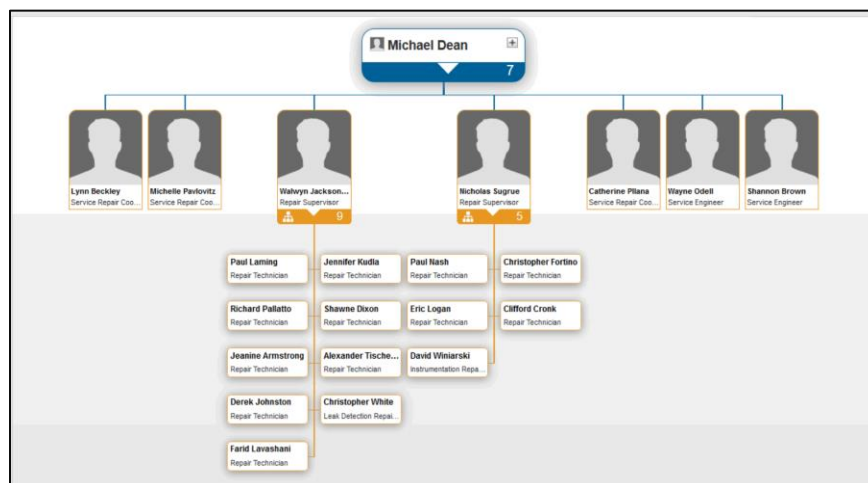 Michael Dean
7
Lynn Beckley
Service Repair Coo...
Michelle Pavlovitz
Service Repair Coo...
Walwyn Jackson...
Repair Supervisor
9
Nicholas Sugrue
Repair Supervisor
5
Catherine Pllana
Service Repair Coo...
Wayne Odell
Service Engineer
Shannon Brown
Service Engineer
Paul Laming
Repair Technician
Jennifer Kudla
Repair Technician
Paul Nash
Repair Technician
Christopher Fortino
Repair Technician
Richard Pallatto
Repair Technician
Shawne Dixon
Repair Technician
Eric Logan
Repair Technician
Clifford Cronk
Repair Technician
Jeanine Armstrong
Repair Technician
Alexander Tische...
Repair Technician
David Winiarski
Instrumentation Repa...
Derek Johnston
Repair Technician
Christopher White
Leak Detection Repai...
Farid Lavashani
Repair Technician